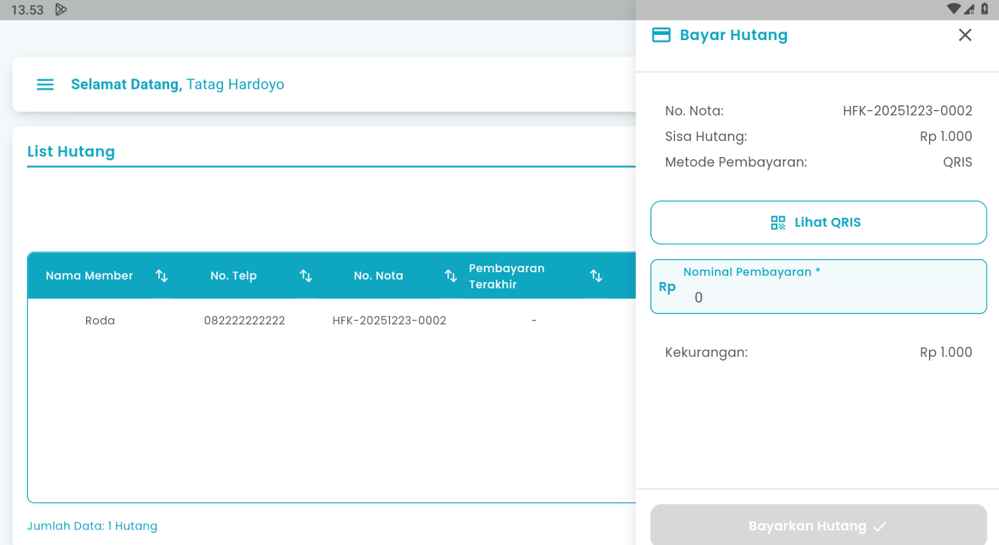 13.53
Selamat Datang, Tatag Hardoyo
List Hutang
Nama Member No. Telp No. Nota Pembayaran Terakhir
Roda 082222222222 HFK-20251223-0002 -
Jumlah Data: 1 Hutang
Bayar Hutang
No. Nota: HFK-20251223-0002
Sisa Hutang: Rp 1.000
Metode Pembayaran: QRIS
Lihat QRIS
Nominal Pembayaran *
Rp 0
Kekurangan: Rp 1.000
Bayarkan Hutang